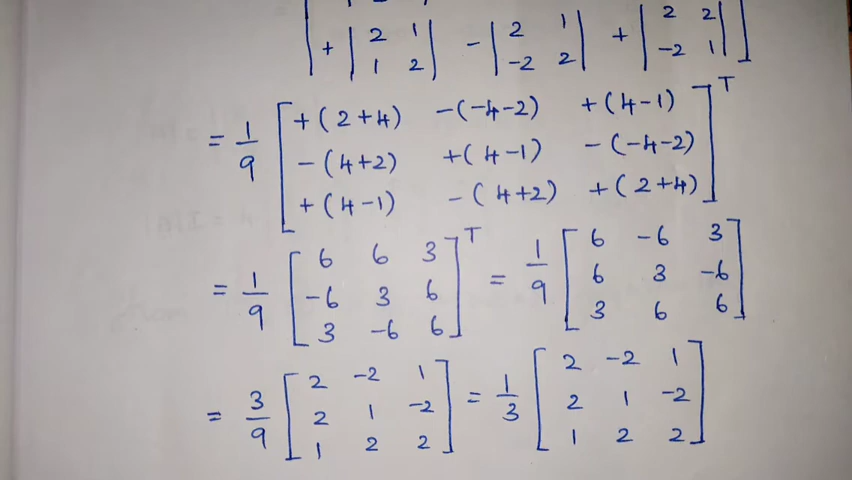 + | 2 1 | - | 2 1 | + | 2 2 |
| 1 2 | | -2 2 | | -2 1 | ]
= 1/9 [ +(2+4) -(-4-2) +(4-1) ] T
-(4+2) +(4-1) -(-4-2)
+(4-1) -(4+2) +(2+4)
= 1/9 [ 6 6 3 ] T = 1/9 [ 6 -6 3 ]
-6 3 6 6 3 -6
3 -6 6 3 6 6
= 3/9 [ 2 -2 1 ] = 1/3 [ 2 -2 1 ]
2 1 -2 2 1 -2
1 2 2 1 2 2